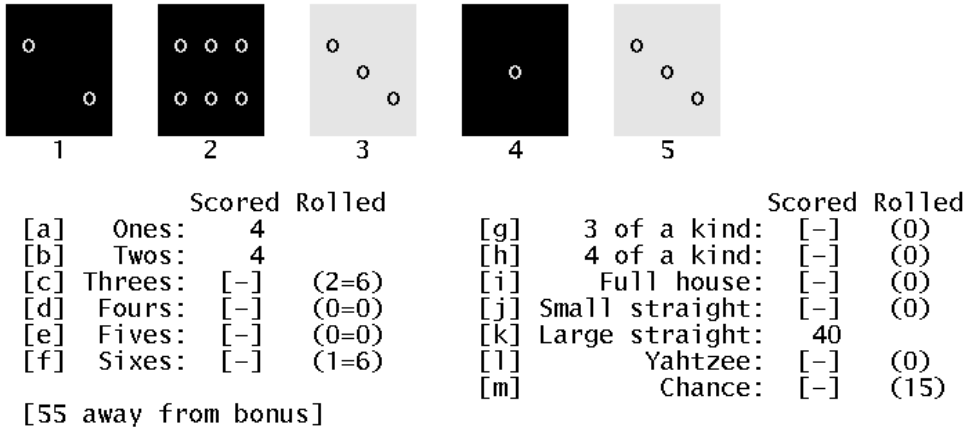 1 2 3 4 5
Scored Rolled Scored Rolled
[a] Ones: 4 [g] 3 of a kind: [-] (0)
[b] Twos: 4 [h] 4 of a kind: [-] (0)
[c] Threes: [-] (2=6) [i] Full house: [-] (0)
[d] Fours: [-] (0=0) [j] Small straight: [-] (0)
[e] Fives: [-] (0=0) [k] Large straight: 40
[f] Sixes: [-] (1=6) [l] Yahtzee: [-] (0)
[m] Chance: [-] (15)
[55 away from bonus]